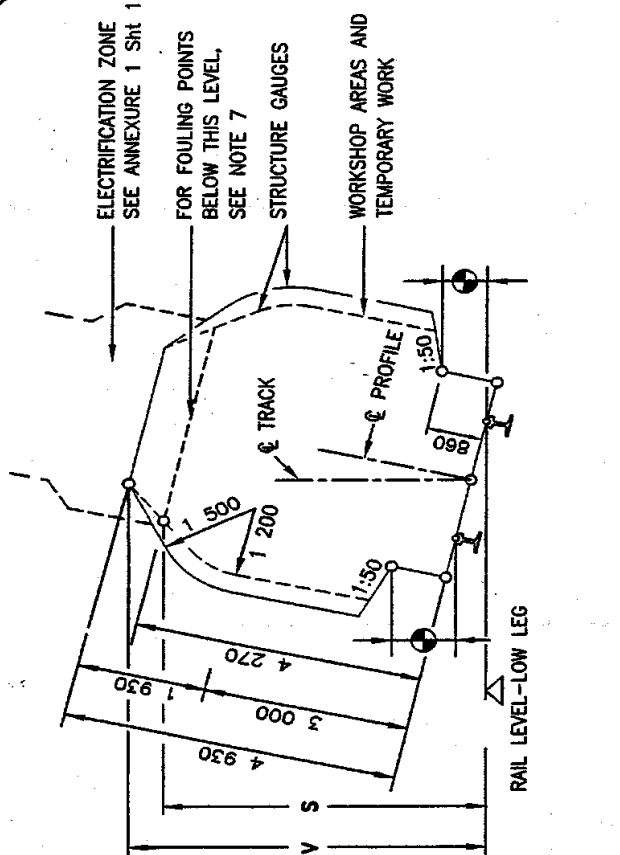 ELECTRIFICATION ZONE
SEE ANNEXURE 1 Sht 1
FOR FOULING POINTS
BELOW THIS LEVEL,
SEE NOTE 7
STRUCTURE GAUGES
WORKSHOP AREAS AND
TEMPORARY WORK
℄ TRACK
℄ PROFILE
1:50
860
1 500
1 200
1:50
4 270
1 930
3 000
4 930
S
V
RAIL LEVEL-LOW LEG